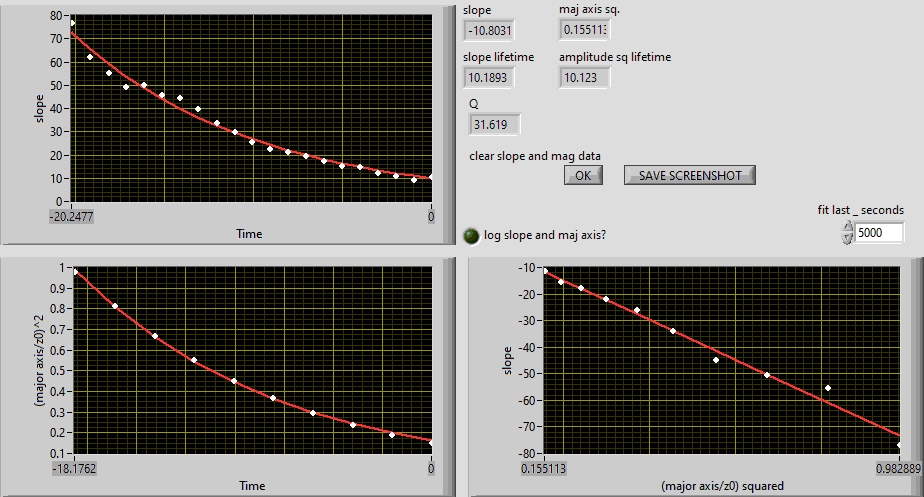 80
70
60
50
40
30
20
10
0
slope
-20.2477
0
Time
slope
maj axis sq.
-10.8031
slope lifetime
amplitude sq lifetime
10.1893
10.123
Q
31.619
clear slope and mag data
OK
SAVE SCREENSHOT
fit last _ seconds
log slope and maj axis?
5000
1
0.9
0.8
0.7
0.6
0.5
0.4
0.3
0.2
0.1
(major axis/z0)^2
-18.1762
0
Time
-10
-20
-30
-40
-50
-60
-70
-80
slope
0.155113
0.982889
(major axis/z0) squared